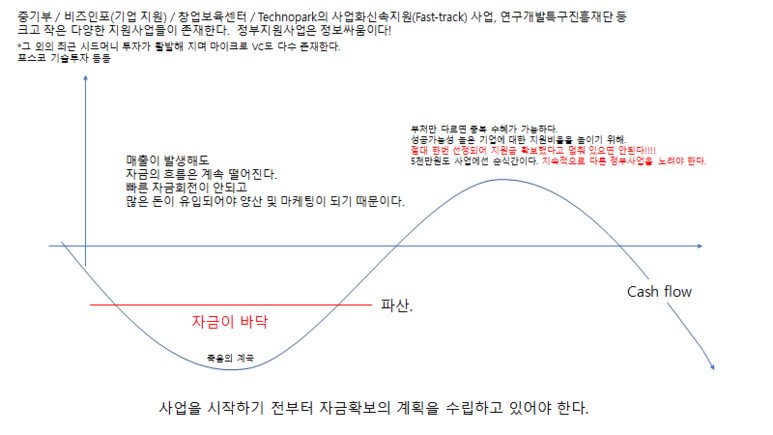 중기부 / 비즈인포(기업 지원) / 창업보육센터 / Technopark의 사업화신속지원(Fast-track) 사업, 연구개발특구진흥재단 등
크고 작은 다양한 지원사업들이 존재한다. 정부지원사업은 정보싸움이다!
*그 외의 최근 시드머니 투자가 활발해 지며 마이크로 VC도 다수 존재한다.
포스코 기술투자 등등
부처만 다르면 중복 수혜가 가능하다.
성공가능성 높은 기업에 대한 지원비율을 높이기 위해.
절대 한번 선정되어 지원금 확보했다고 멈춰 있으면 안된다!!!!
5천만원도 사업에선 순식간이다. 지속적으로 다른 정부사업을 노려야 한다.
매출이 발생해도
자금의 흐름은 계속 떨어진다.
빠른 자금회전이 안되고
많은 돈이 유입되어야 양산 및 마케팅이 되기 때문이다.
Cash flow
파산.
자금이 바닥
죽음의 계곡
사업을 시작하기 전부터 자금확보의 계획을 수립하고 있어야 한다.